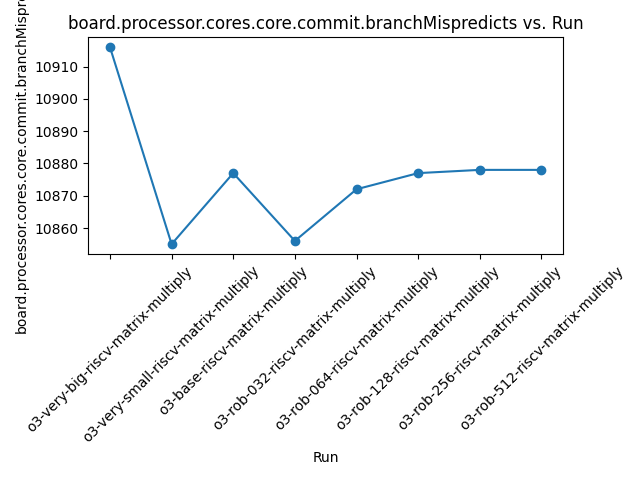 board.processor.cores.core.commit.branchMispredicts vs. Run
board.processor.cores.core.commit.branchMispre
10910
10900
10890
10880
10870
10860
o3-very-big-riscv-matrix-multiply
o3-very-small-riscv-matrix-multiply
o3-base-riscv-matrix-multiply
o3-rob-032-riscv-matrix-multiply
o3-rob-064-riscv-matrix-multiply
o3-rob-128-riscv-matrix-multiply
o3-rob-256-riscv-matrix-multiply
o3-rob-512-riscv-matrix-multiply
Run